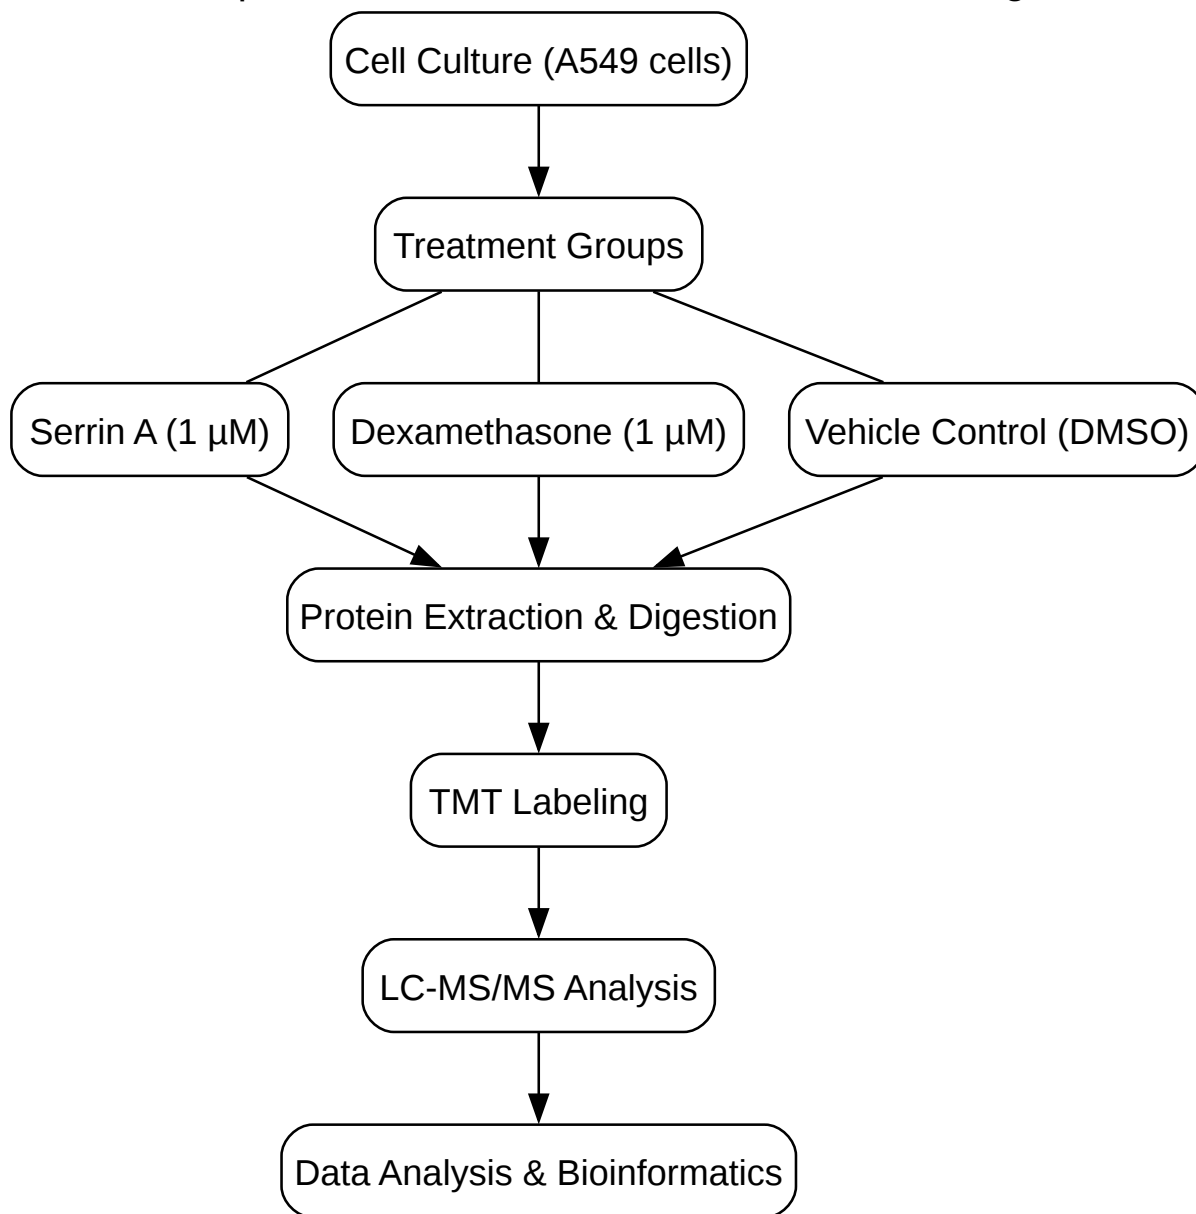 Cell Culture (A549 cells)
Treatment Groups
Serrin A (1 µM)
Dexamethasone (1 µM)
Vehicle Control (DMSO)
Protein Extraction & Digestion
TMT Labeling
LC-MS/MS Analysis
Data Analysis & Bioinformatics